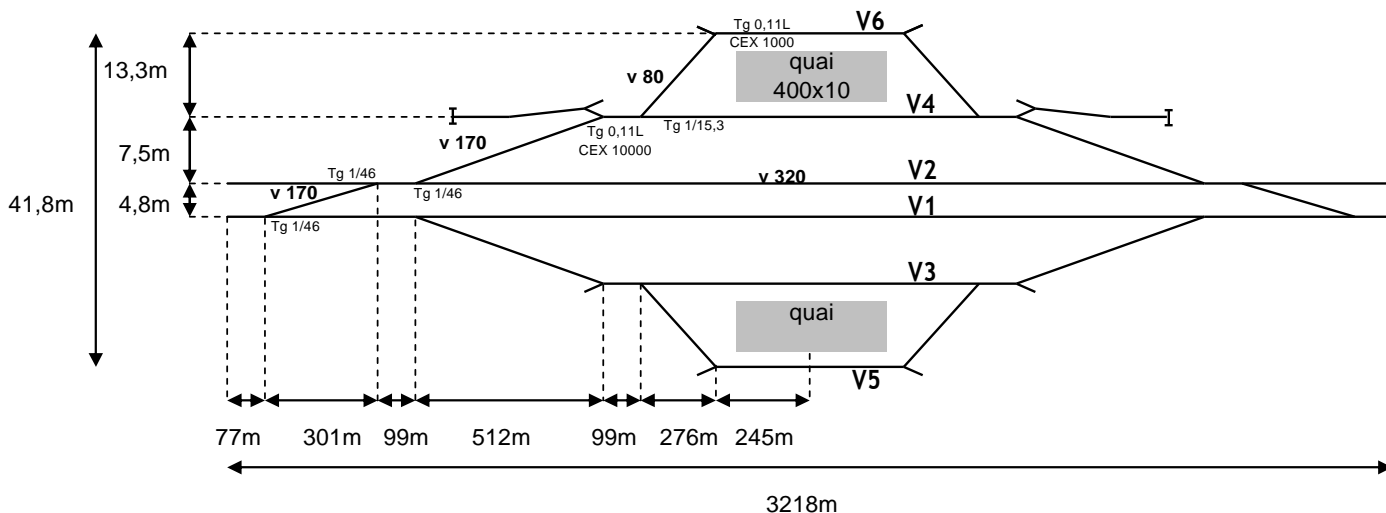 Tg 0,11L
V6
CEX 1000
13,3m
quai
400x10
v 80
V4
Tg 0,11L
CEX 10000
Tg 1/15,3
v 170
7,5m
Tg 1/46
v 320
V2
v 170
Tg 1/46
41,8m
4,8m
V1
Tg 1/46
V3
quai
V5
77m
301m
99m
512m
99m
276m
245m
3218m